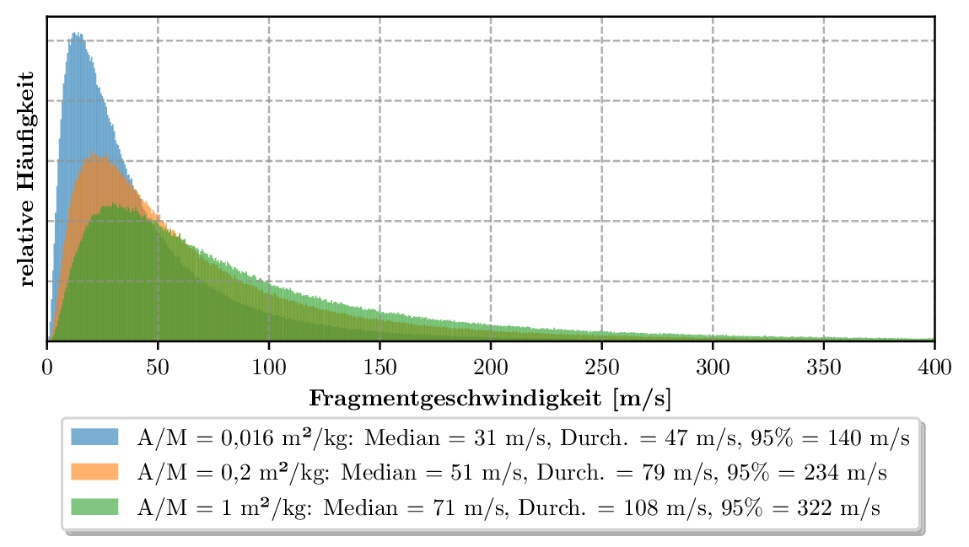 relative Häufigkeit
0 50 100 150 200 250 300 350 400
Fragmentgeschwindigkeit [m/s]
A/M = 0,016 m²/kg: Median = 31 m/s, Durch. = 47 m/s, 95% = 140 m/s
A/M = 0,2 m²/kg: Median = 51 m/s, Durch. = 79 m/s, 95% = 234 m/s
A/M = 1 m²/kg: Median = 71 m/s, Durch. = 108 m/s, 95% = 322 m/s